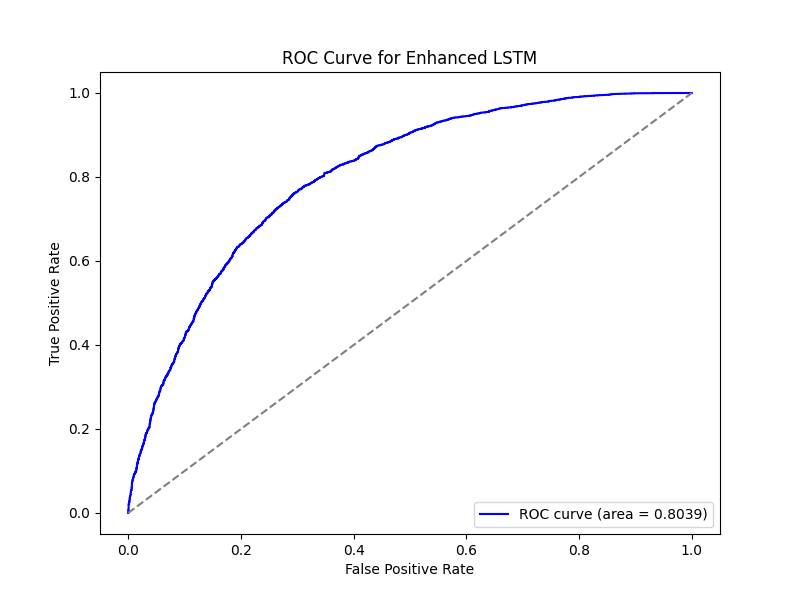 ROC Curve for Enhanced LSTM
1.0
0.8
0.6
0.4
0.2
0.0
True Positive Rate
ROC curve (area = 0.8039)
0.0 0.2 0.4 0.6 0.8 1.0
False Positive Rate